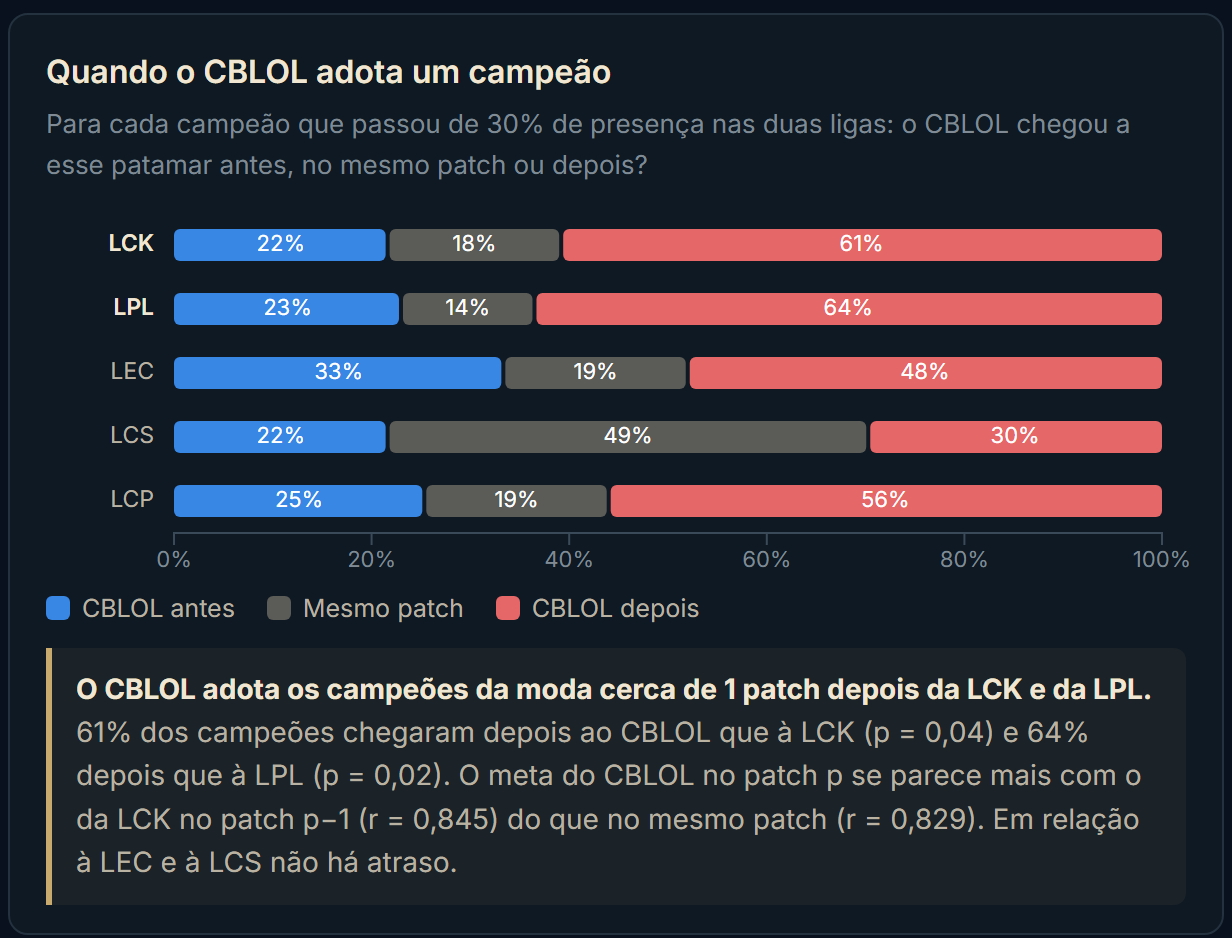 Quando o CBLOL adota um campeão
Para cada campeão que passou de 30% de presença nas duas ligas: o CBLOL chegou a
esse patamar antes, no mesmo patch ou depois?
LCK 22% 18% 61%
LPL 23% 14% 64%
LEC 33% 19% 48%
LCS 22% 49% 30%
LCP 25% 19% 56%
0% 20% 40% 60% 80% 100%
CBLOL antes Mesmo patch CBLOL depois
O CBLOL adota os campeões da moda cerca de 1 patch depois da LCK e da LPL.
61% dos campeões chegaram depois ao CBLOL que à LCK (p = 0,04) e 64%
depois que à LPL (p = 0,02). O meta do CBLOL no patch p se parece mais com o
da LCK no patch p−1 (r = 0,845) do que no mesmo patch (r = 0,829). Em relação
à LEC e à LCS não há atraso.